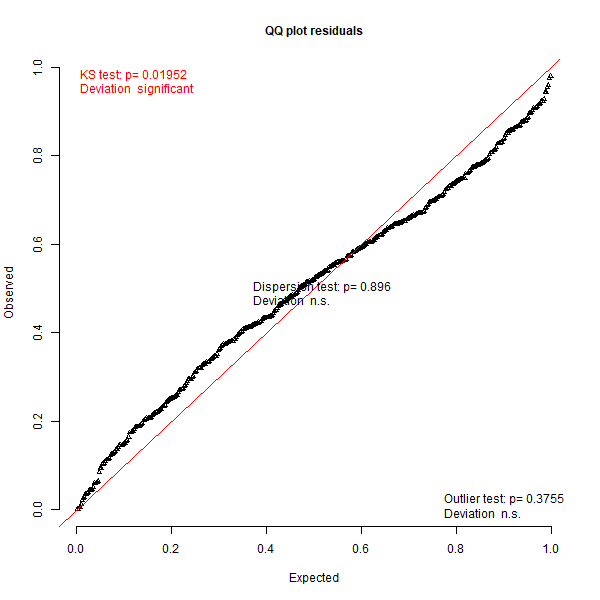 QQ plot residuals
KS test: p= 0.01952
Deviation significant
Dispersion test: p= 0.896
Deviation n.s.
Outlier test: p= 0.3755
Deviation n.s.
Observed
1.0
0.8
0.6
0.4
0.2
0.0
0.0 0.2 0.4 0.6 0.8 1.0
Expected